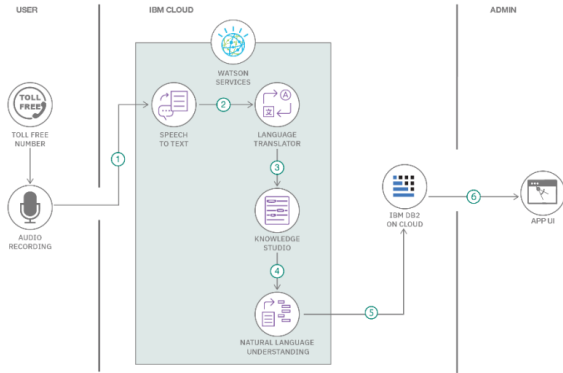 USER
IBM CLOUD
ADMIN
WATSON
SERVICES
TOLL
FREE
TOLL FREE
NUMBER
1
AUDIO
RECORDING
SPEECH
TO TEXT
2
A
文
LANGUAGE
TRANSLATOR
3
KNOWLEDGE
STUDIO
4
NATURAL LANGUAGE
UNDERSTANDING
5
IBM DB2
ON CLOUD
6
APP UI